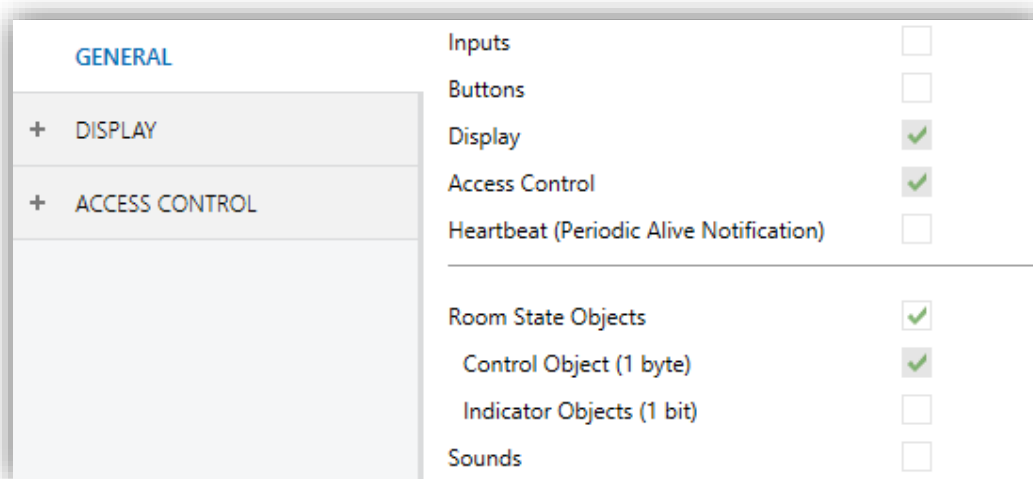 GENERAL
+ DISPLAY
+ ACCESS CONTROL
Inputs
Buttons
Display
Access Control
Heartbeat (Periodic Alive Notification)
Room State Objects
Control Object (1 byte)
Indicator Objects (1 bit)
Sounds